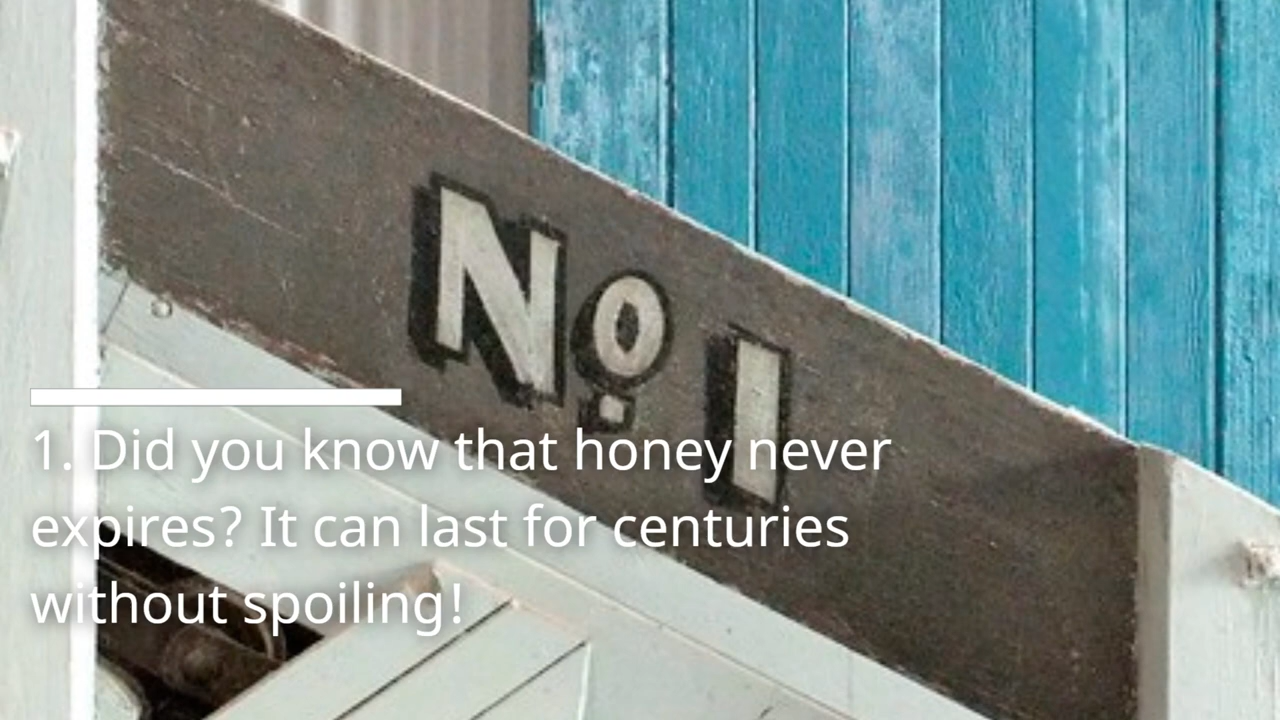 Nº 1
1. Did you know that honey never
expires? It can last for centuries
without spoiling!